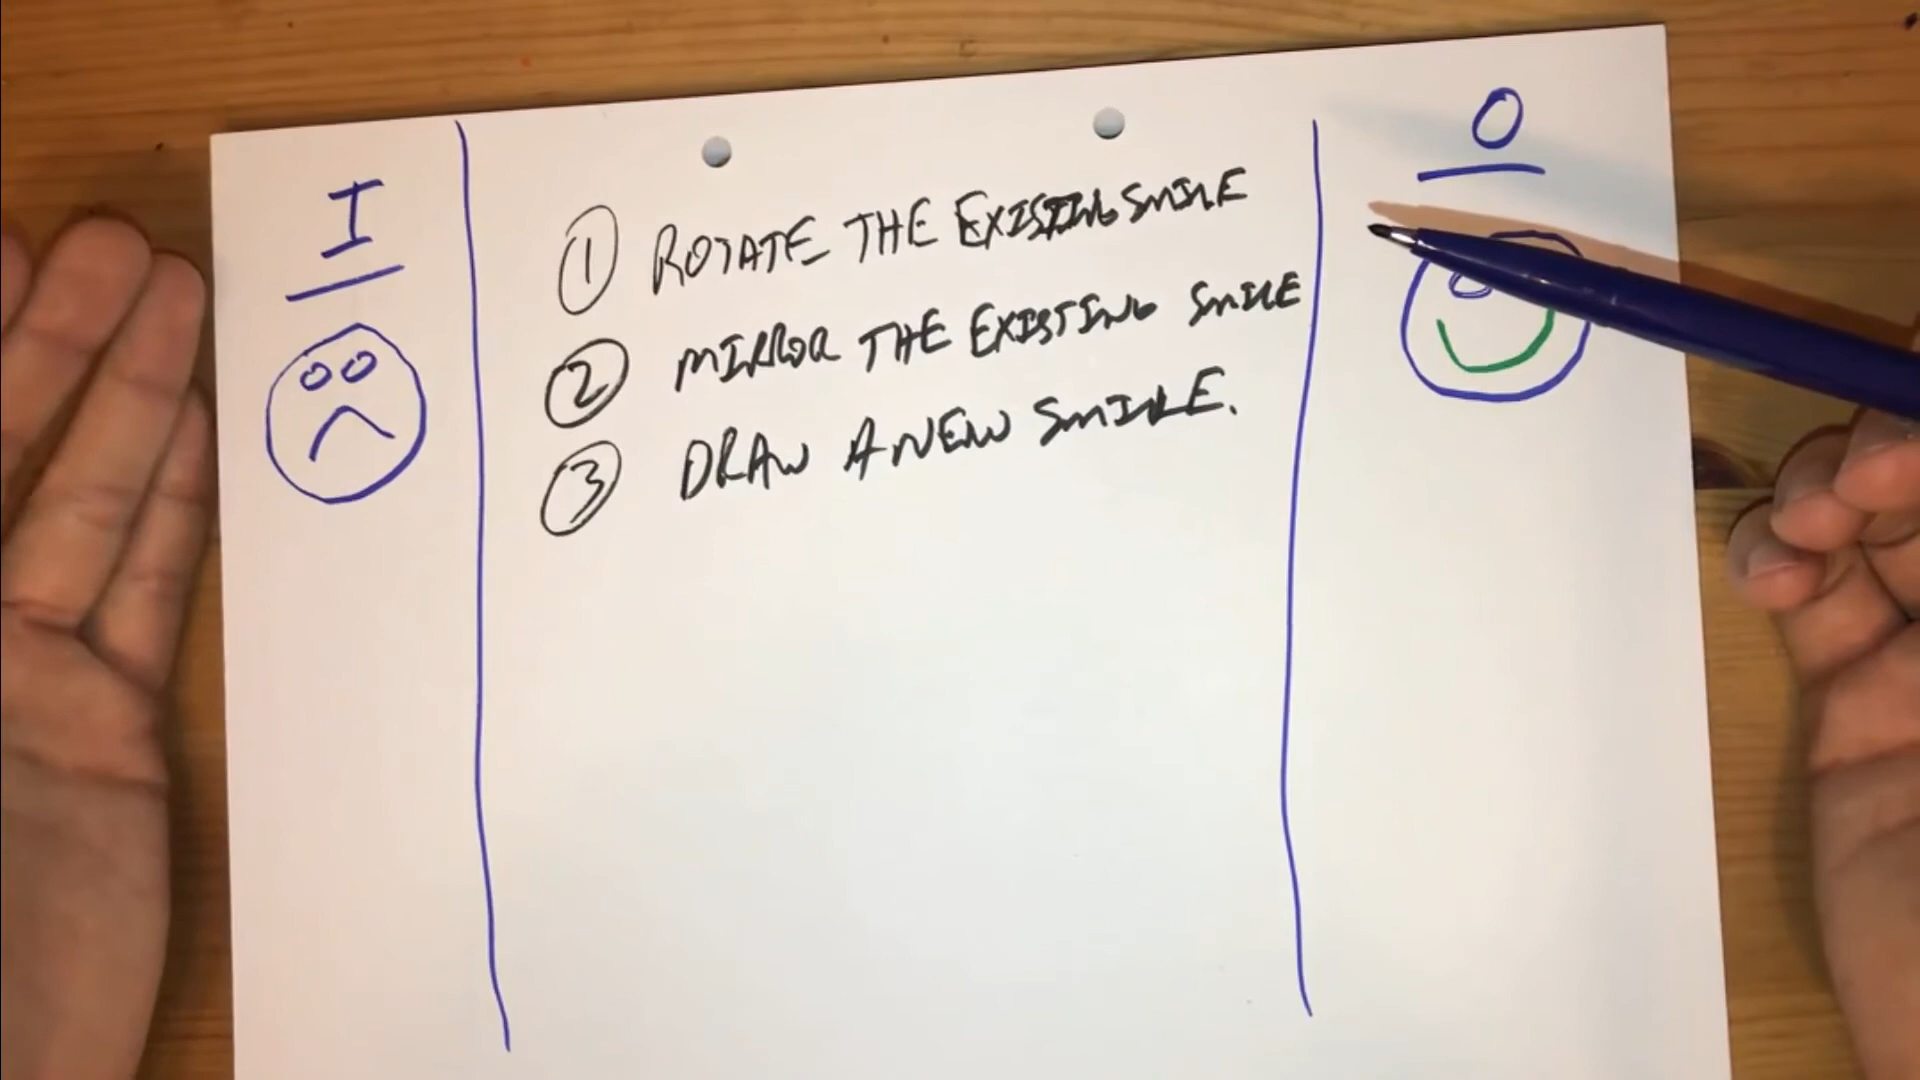 I
O
1 ROTATE THE EXISTING SMILE
2 MIRROR THE EXISTING SMILE
3 DRAW A NEW SMILE.